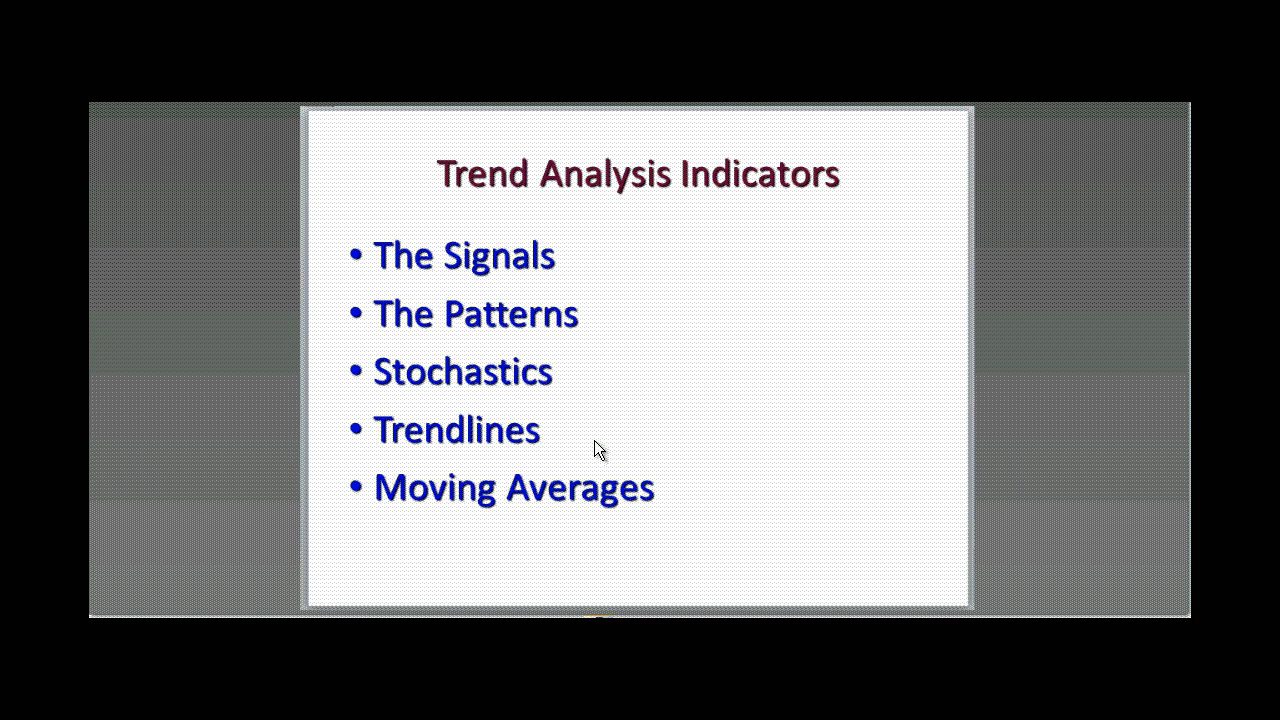 Trend Analysis Indicators
• The Signals
• The Patterns
• Stochastics
• Trendlines
• Moving Averages